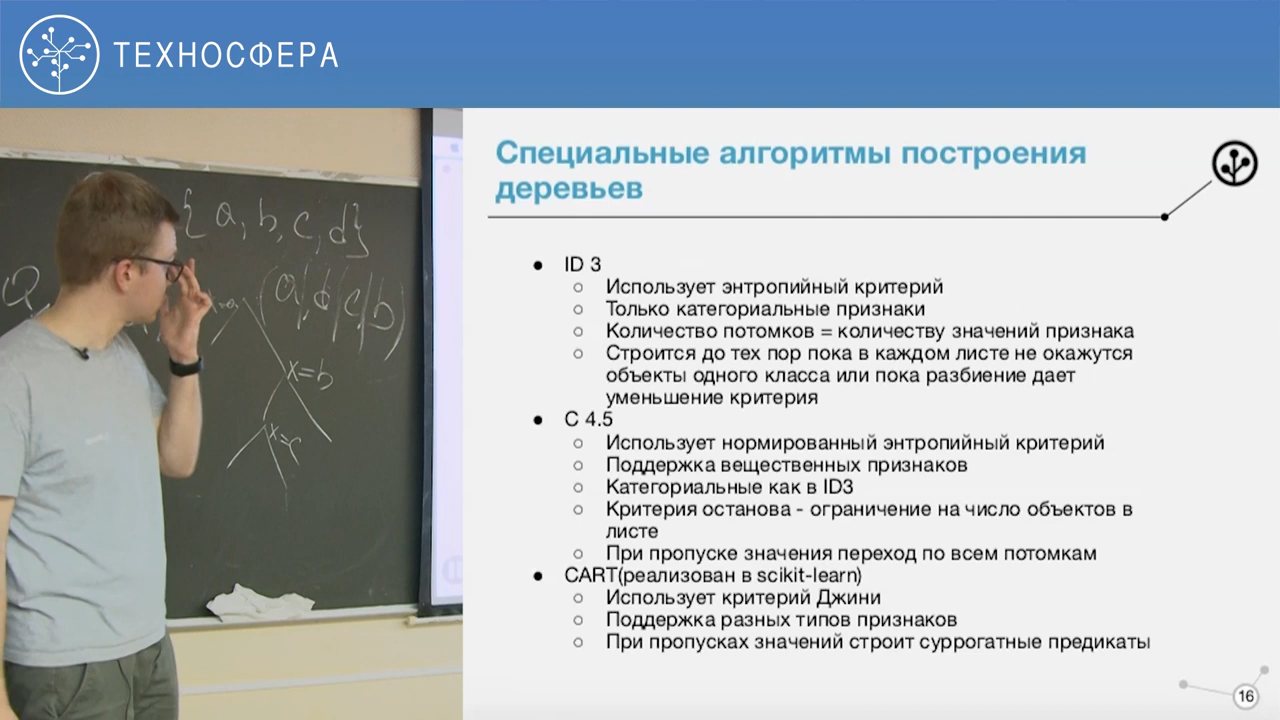 ТЕХНОСФЕРА
{a, b, c, d}
(a|d|c|b)
x=b
Специальные алгоритмы построения
деревьев
● ID 3
○ Использует энтропийный критерий
○ Только категориальные признаки
○ Количество потомков = количеству значений признака
○ Строится до тех пор пока в каждом листе не окажутся
объекты одного класса или пока разбиение дает
уменьшение критерия
● C 4.5
○ Использует нормированный энтропийный критерий
○ Поддержка вещественных признаков
○ Категориальные как в ID3
○ Критерия останова - ограничение на число объектов в
листе
○ При пропуске значения переход по всем потомкам
● CART(реализован в scikit-learn)
○ Использует критерий Джини
○ Поддержка разных типов признаков
○ При пропусках значений строит суррогатные предикаты
16